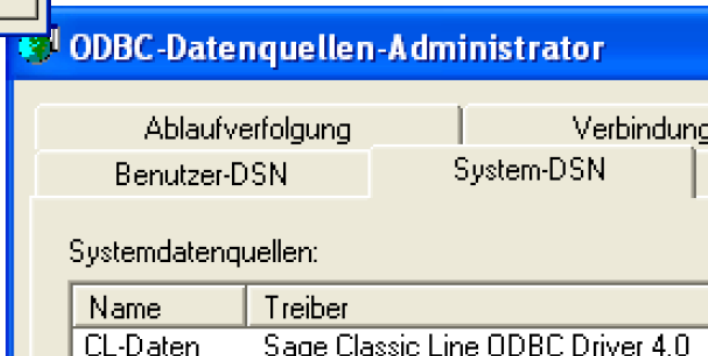 ODBC-Datenquellen-Administrator
Ablaufverfolgung Verbindung
Benutzer-DSN System-DSN
Systemdatenquellen:
Name Treiber
CL-Daten Sage Classic Line ODBC Driver 4.0